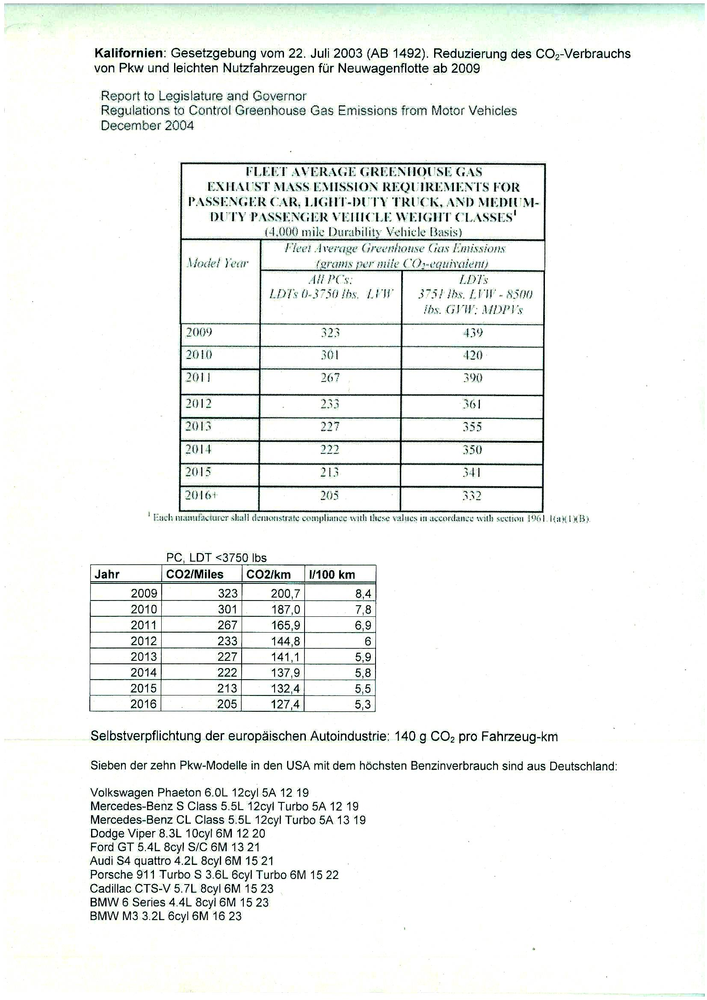 Kalifornien: Gesetzgebung vom 22. Juli 2003 (AB 1492). Reduzierung des CO₂-Verbrauchs
von Pkw und leichten Nutzfahrzeugen für Neuwagenflotte ab 2009
Report to Legislature and Governor
Regulations to Control Greenhouse Gas Emissions from Motor Vehicles
December 2004
FLEET AVERAGE GREENHOUSE GAS
EXHAUST MASS EMISSION REQUIREMENTS FOR
PASSENGER CAR, LIGHT-DUTY TRUCK, AND MEDIUM-
DUTY PASSENGER VEHICLE WEIGHT CLASSES¹
(4,000 mile Durability Vehicle Basis)
Fleet Average Greenhouse Gas Emissions
Model Year (grams per mile CO₂-equivalent)
All PCs; LDTs
LDTs 0-3750 lbs. LVW 3751 lbs. LVW - 8500
lbs. GVW; MDPVs
2009 323 439
2010 301 420
2011 267 390
2012 233 361
2013 227 355
2014 222 350
2015 213 341
2016+ 205 332
¹ Each manufacturer shall demonstrate compliance with these values in accordance with section 1961.1(a)(1)(B).
PC, LDT <3750 lbs
Jahr CO2/Miles CO2/km l/100 km
2009 323 200,7 8,4
2010 301 187,0 7,8
2011 267 165,9 6,9
2012 233 144,8 6
2013 227 141,1 5,9
2014 222 137,9 5,8
2015 213 132,4 5,5
2016 205 127,4 5,3
Selbstverpflichtung der europäischen Autoindustrie: 140 g CO₂ pro Fahrzeug-km
Sieben der zehn Pkw-Modelle in den USA mit dem höchsten Benzinverbrauch sind aus Deutschland:
Volkswagen Phaeton 6.0L 12cyl 5A 12 19
Mercedes-Benz S Class 5.5L 12cyl Turbo 5A 12 19
Mercedes-Benz CL Class 5.5L 12cyl Turbo 5A 13 19
Dodge Viper 8.3L 10cyl 6M 12 20
Ford GT 5.4L 8cyl S/C 6M 13 21
Audi S4 quattro 4.2L 8cyl 6M 15 21
Porsche 911 Turbo S 3.6L 6cyl Turbo 6M 15 22
Cadillac CTS-V 5.7L 8cyl 6M 15 23
BMW 6 Series 4.4L 8cyl 6M 15 23
BMW M3 3.2L 6cyl 6M 16 23